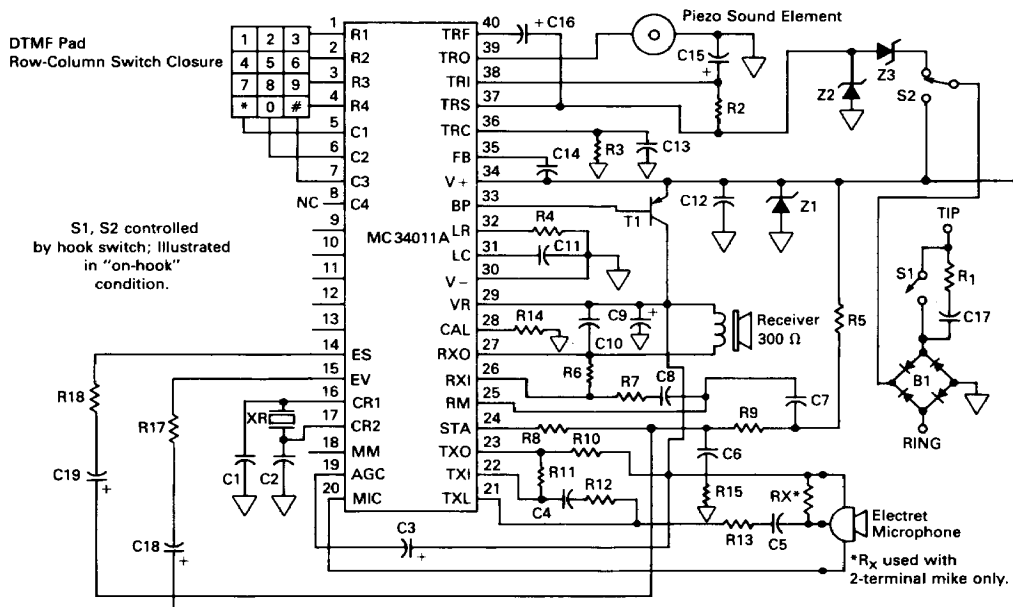 DTMF Pad
Row-Column Switch Closure
1 2 3
4 5 6
7 8 9
* 0 #
S1, S2 controlled
by hook switch; Illustrated
in "on-hook"
condition.
MC34011A
1 R1
2 R2
3 R3
4 R4
5 C1
6 C2
7 C3
NC 8 C4
9
10
11
12
13
14 ES
15 EV
16 CR1
17 CR2
18 MM
19 AGC
20 MIC
40 TRF
39 TRO
38 TRI
37 TRS
36 TRC
35 FB
34 V+
33 BP
32 LR
31 LC
30 V−
29 VR
28 CAL
27 RXO
26 RXI
25 RM
24 STA
23 TXO
22 TXI
21 TXL
+ C16
Piezo Sound Element
C15
+
R2
Z2
Z3
S2
R3
C13
C14
T1
C12
Z1
R4
C11
R14
C10
C9
+
Receiver
300 Ω
R5
TIP
S1
R1
C17
B1
RING
R6
R7
C8
C7
R8
R9
R10
C6
R11
R12
C4
R15
RX*
R13
C5
Electret
Microphone
*RX used with
2-terminal mike only.
R18
R17
XR
C1
C2
C19
+
C18
+
C3
+